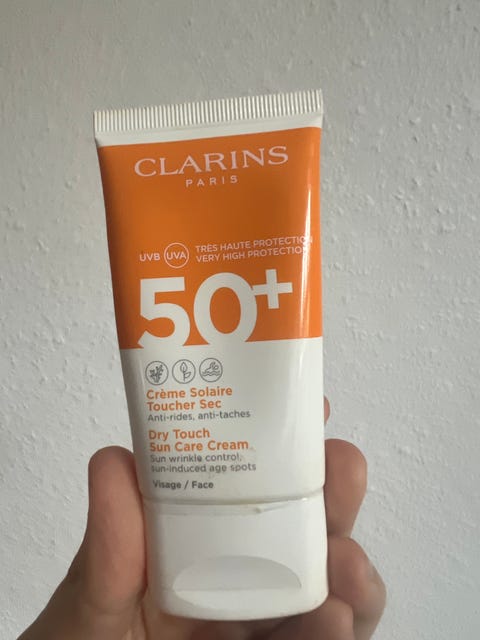 CLARINS
PARIS
UVB UVA
TRÈS HAUTE PROTECTION
VERY HIGH PROTECTION
50+
Crème Solaire
Toucher Sec
Anti-rides, anti-taches
Dry Touch
Sun Care Cream
Sun wrinkle control,
sun-induced age spots
Visage / Face